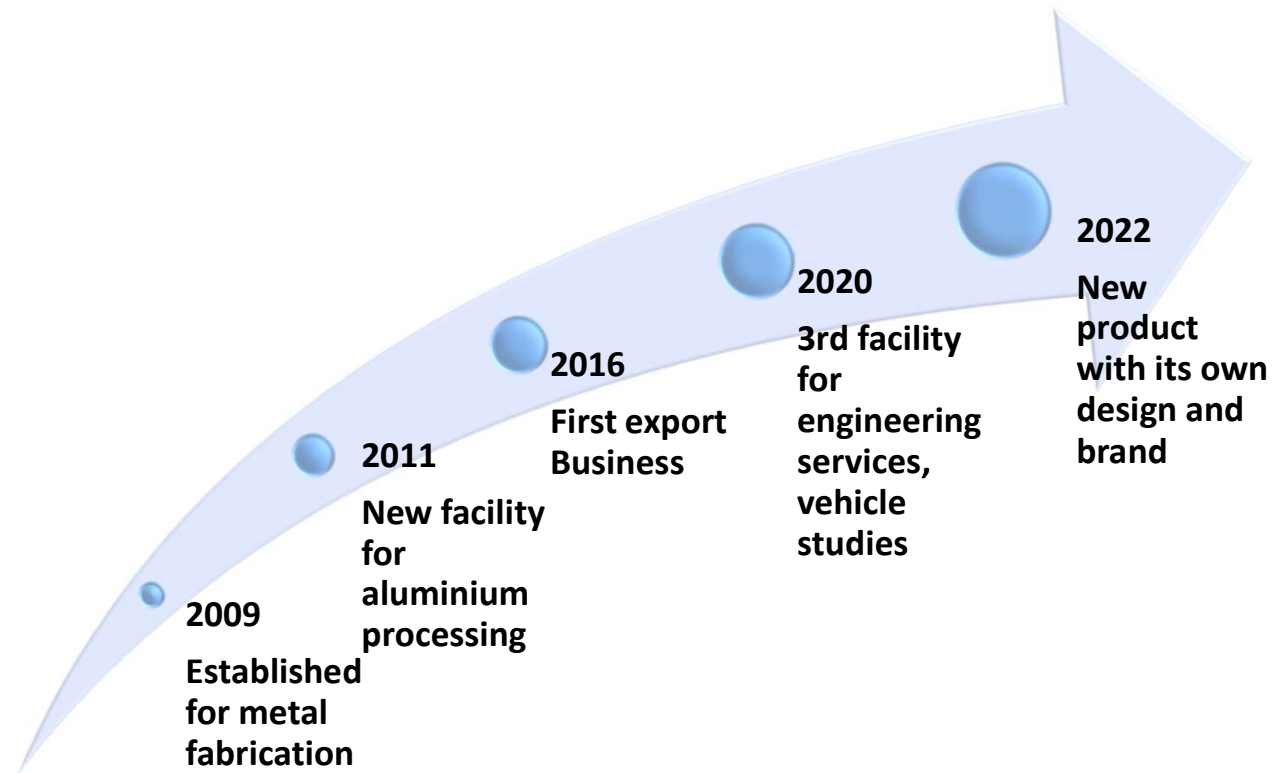 2009
Established
for metal
fabrication
2011
New facility
for
aluminium
processing
2016
First export
Business
2020
3rd facility
for
engineering
services,
vehicle
studies
2022
New
product
with its own
design and
brand